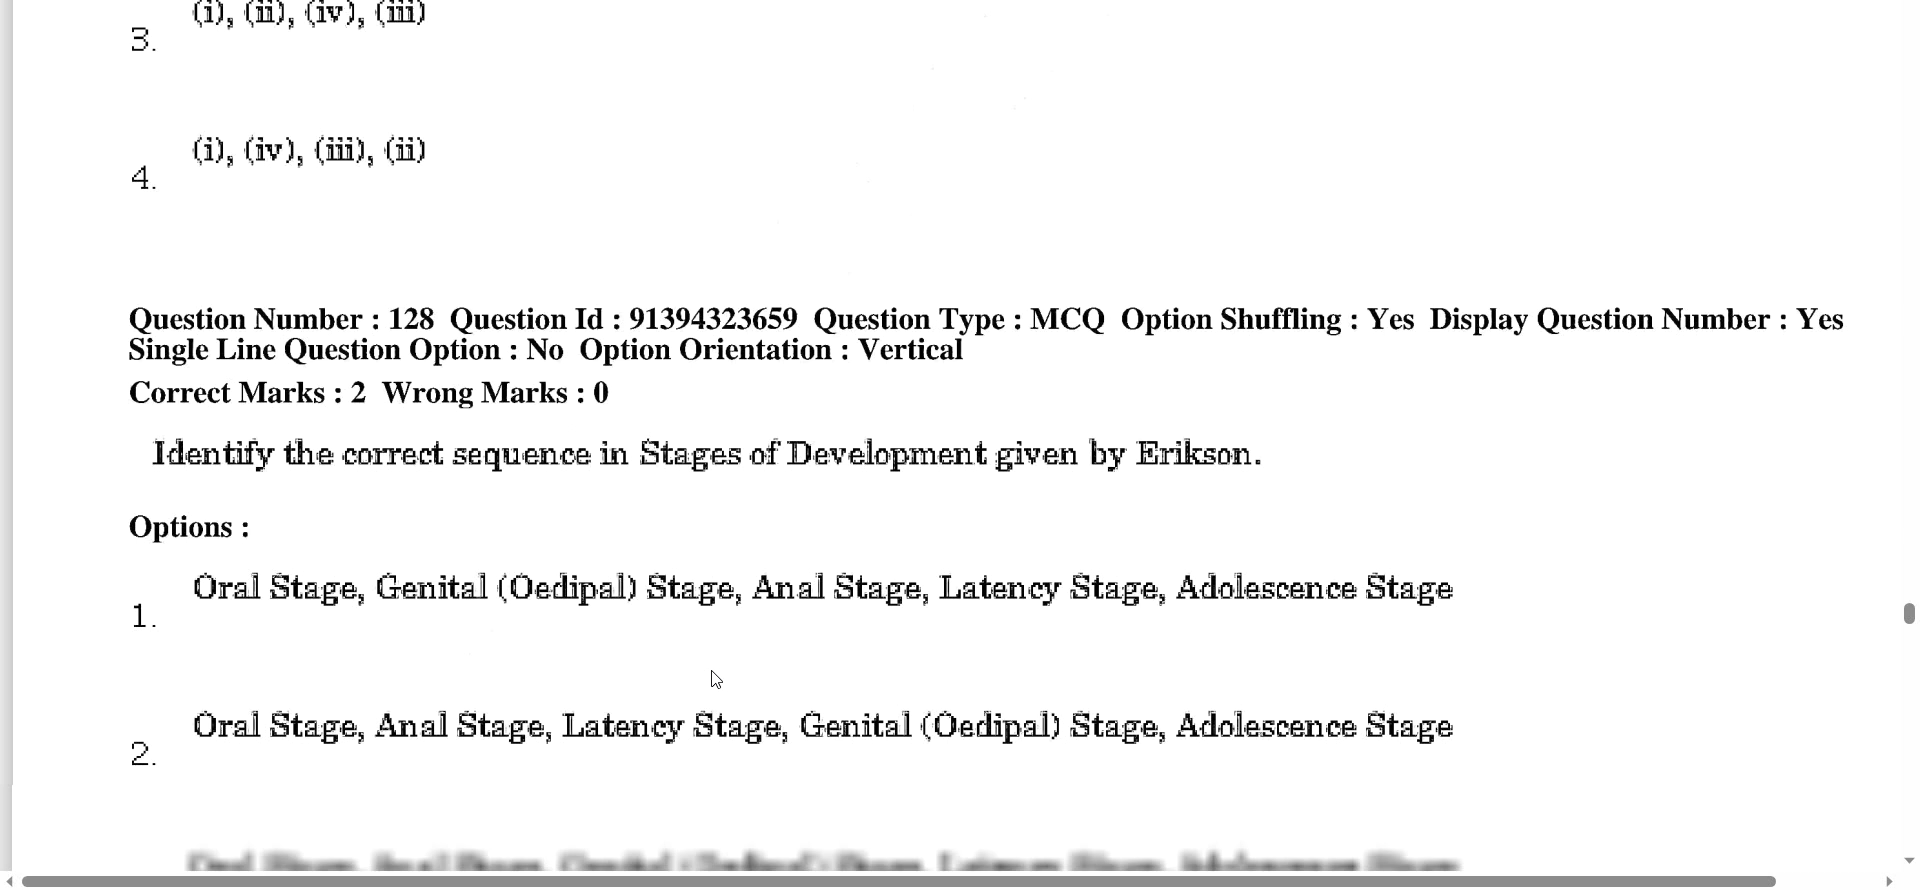 (i), (ii), (iv), (iii)
3.
(i), (iv), (iii), (ii)
4.
Question Number : 128 Question Id : 91394323659 Question Type : MCQ Option Shuffling : Yes Display Question Number : Yes
Single Line Question Option : No Option Orientation : Vertical
Correct Marks : 2 Wrong Marks : 0
Identify the correct sequence in Stages of Development given by Erikson.
Options :
Oral Stage, Genital (Oedipal) Stage, Anal Stage, Latency Stage, Adolescence Stage
1.
Oral Stage, Anal Stage, Latency Stage, Genital (Oedipal) Stage, Adolescence Stage
2.